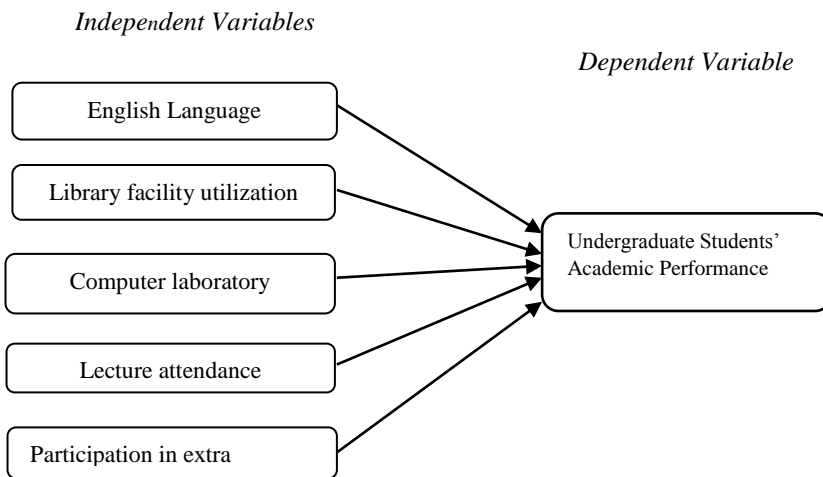 Independent Variables
Dependent Variable
English Language
Library facility utilization
Computer laboratory
Lecture attendance
Participation in extra
Undergraduate Students’
Academic Performance